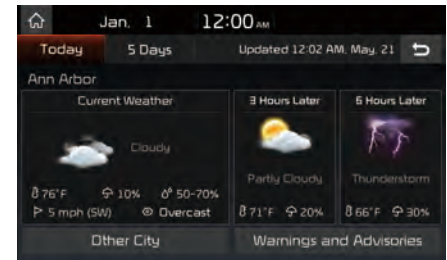 Jan. 1 12:00 AM
Today 5 Days Updated 12:02 AM, May. 21
Ann Arbor
Current Weather 3 Hours Later 6 Hours Later
Cloudy
Partly Cloudy Thunderstorm
76°F 10% 50-70% 71°F 20% 66°F 30%
5 mph (SW) Overcast
Other City Warnings and Advisories